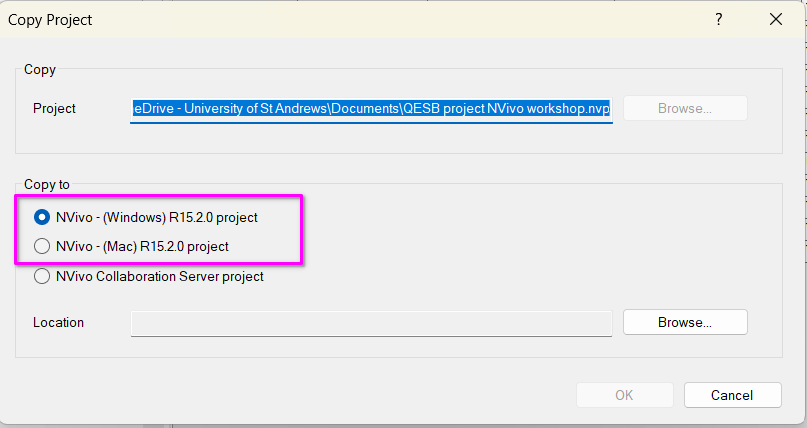 Copy Project
?
Copy
Project
eDrive - University of St Andrews\Documents\QESB project NVivo workshop.nvp
Browse...
Copy to
NVivo - (Windows) R15.2.0 project
NVivo - (Mac) R15.2.0 project
NVivo Collaboration Server project
Location
Browse...
OK
Cancel